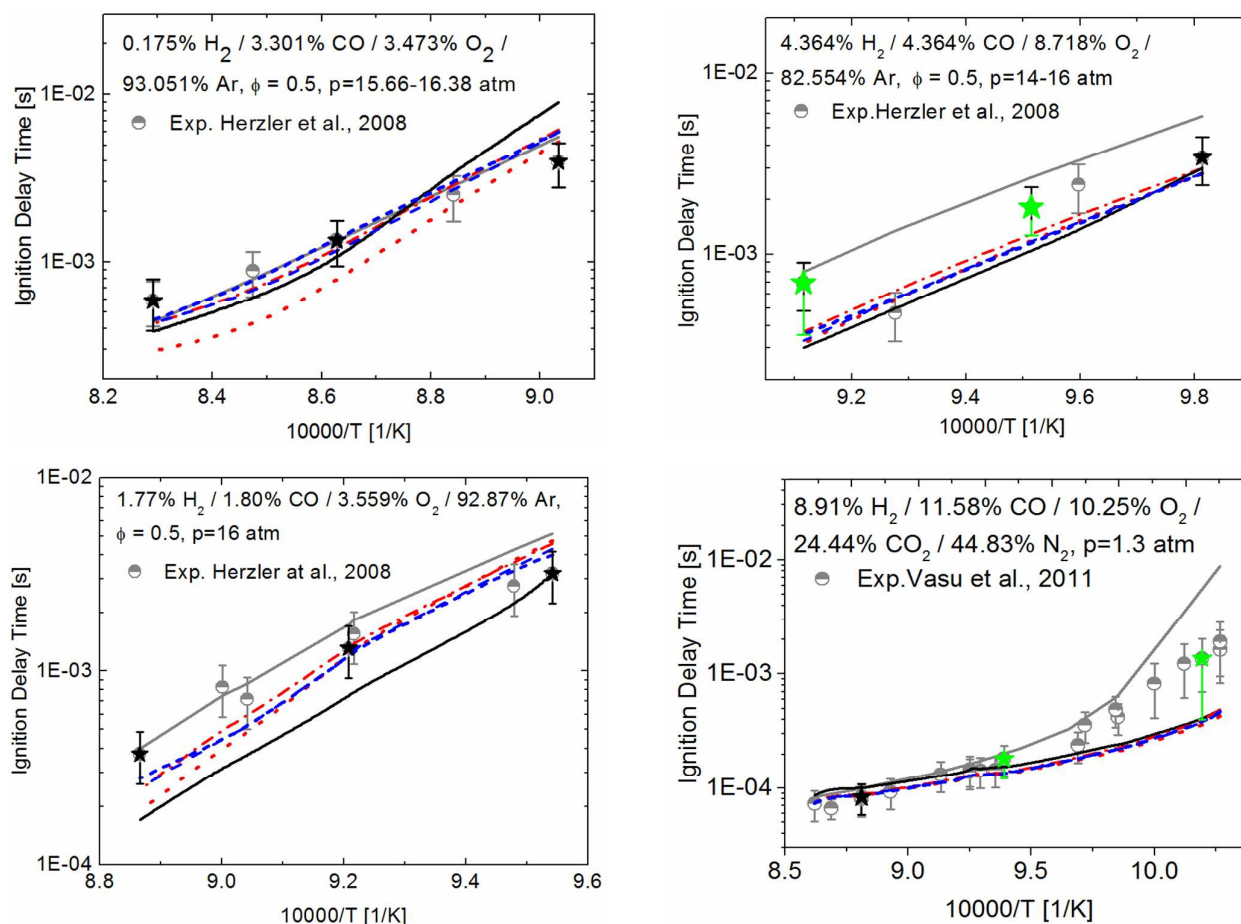 0.175% H2 / 3.301% CO / 3.473% O2 /
93.051% Ar, ϕ = 0.5, p=15.66-16.38 atm
Exp. Herzler et al., 2008
1E-02
1E-03
Ignition Delay Time [s]
8.2 8.4 8.6 8.8 9.0
10000/T [1/K]
4.364% H2 / 4.364% CO / 8.718% O2 /
82.554% Ar, ϕ = 0.5, p=14-16 atm
Exp.Herzler et al., 2008
1E-02
1E-03
Ignition Delay Time [s]
9.2 9.4 9.6 9.8
10000/T [1/K]
1.77% H2 / 1.80% CO / 3.559% O2 / 92.87% Ar,
ϕ = 0.5, p=16 atm
Exp. Herzler at al., 2008
1E-02
1E-03
1E-04
Ignition Delay Time [s]
8.8 9.0 9.2 9.4 9.6
10000/T [1/K]
8.91% H2 / 11.58% CO / 10.25% O2 /
24.44% CO2 / 44.83% N2, p=1.3 atm
Exp.Vasu et al., 2011
1E-02
1E-03
1E-04
Ignition Delay Time [s]
8.5 9.0 9.5 10.0
10000/T [1/K]